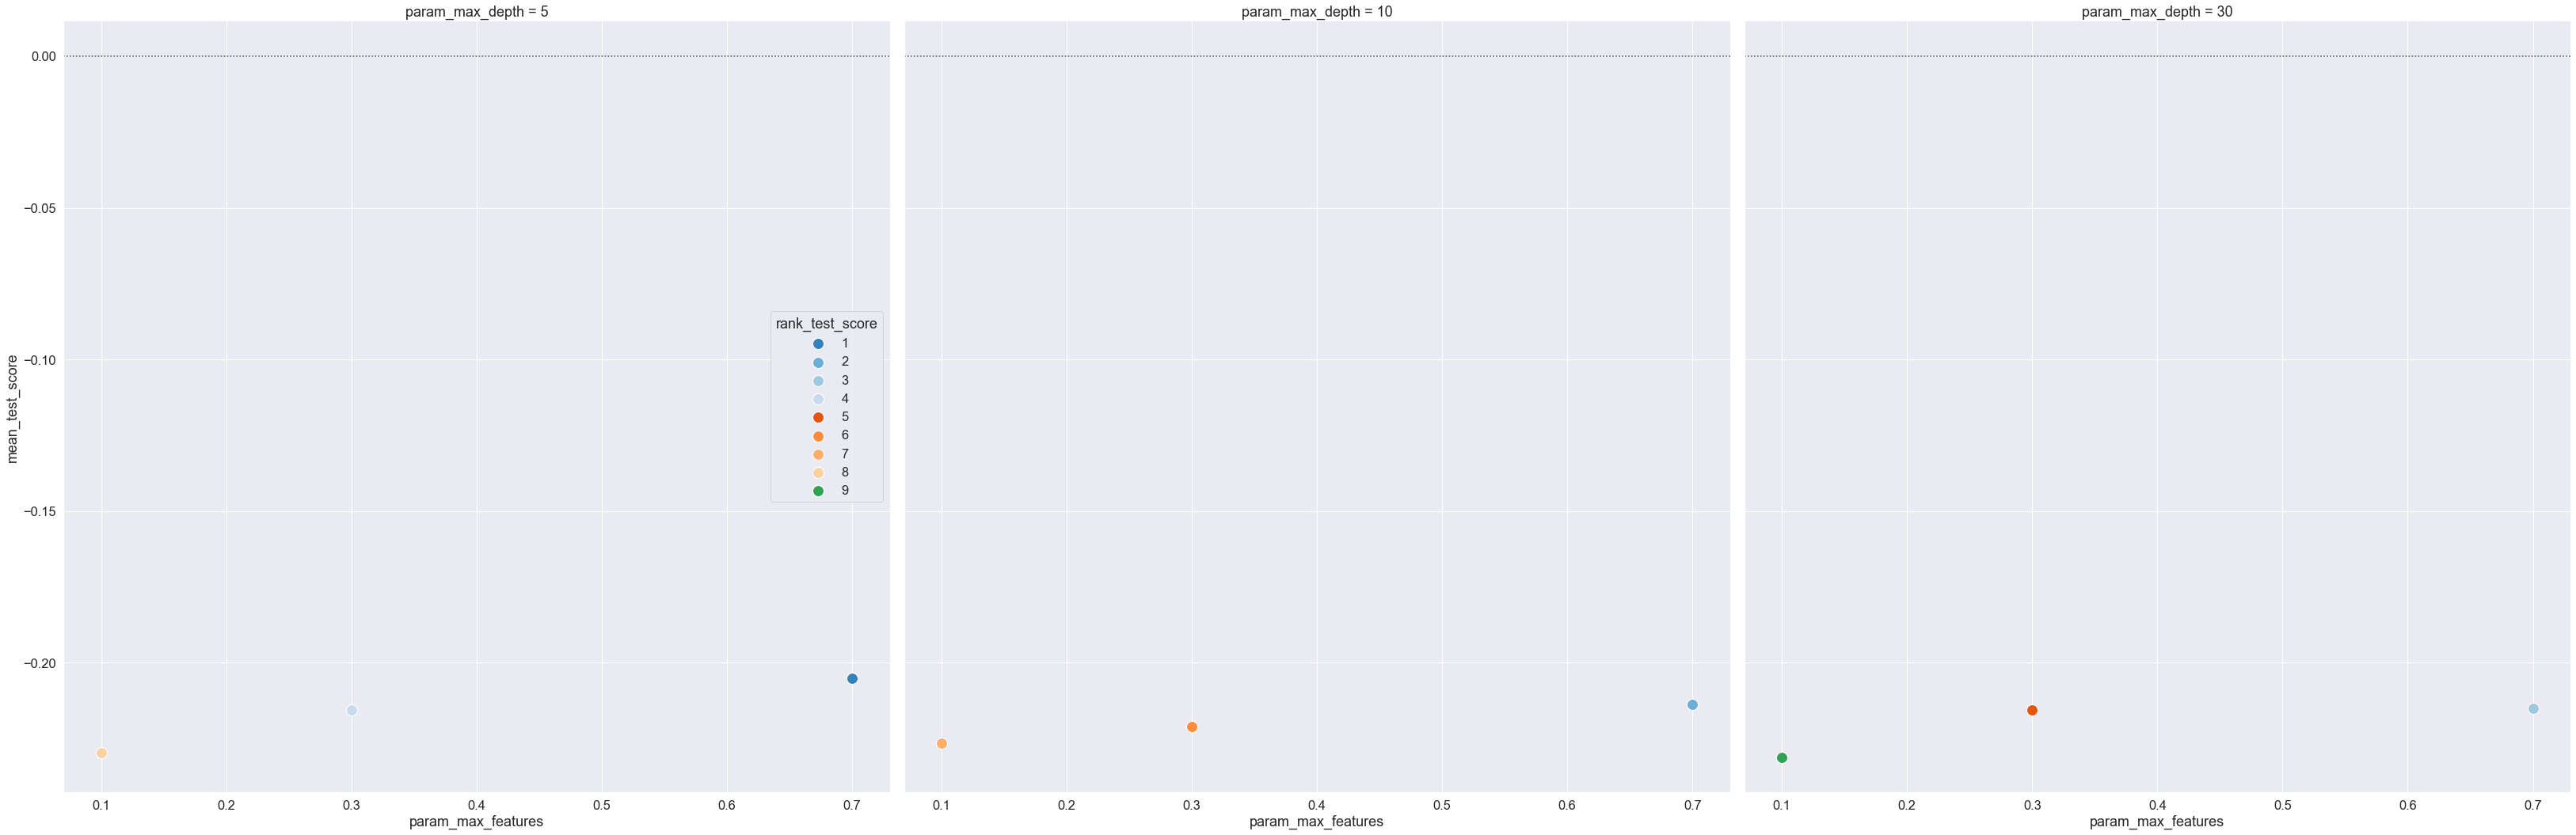 param_max_depth = 5
param_max_depth = 10
param_max_depth = 30
mean_test_score
0.00
−0.05
−0.10
−0.15
−0.20
rank_test_score
1
2
3
4
5
6
7
8
9
0.1 0.2 0.3 0.4 0.5 0.6 0.7
0.1 0.2 0.3 0.4 0.5 0.6 0.7
0.1 0.2 0.3 0.4 0.5 0.6 0.7
param_max_features
param_max_features
param_max_features